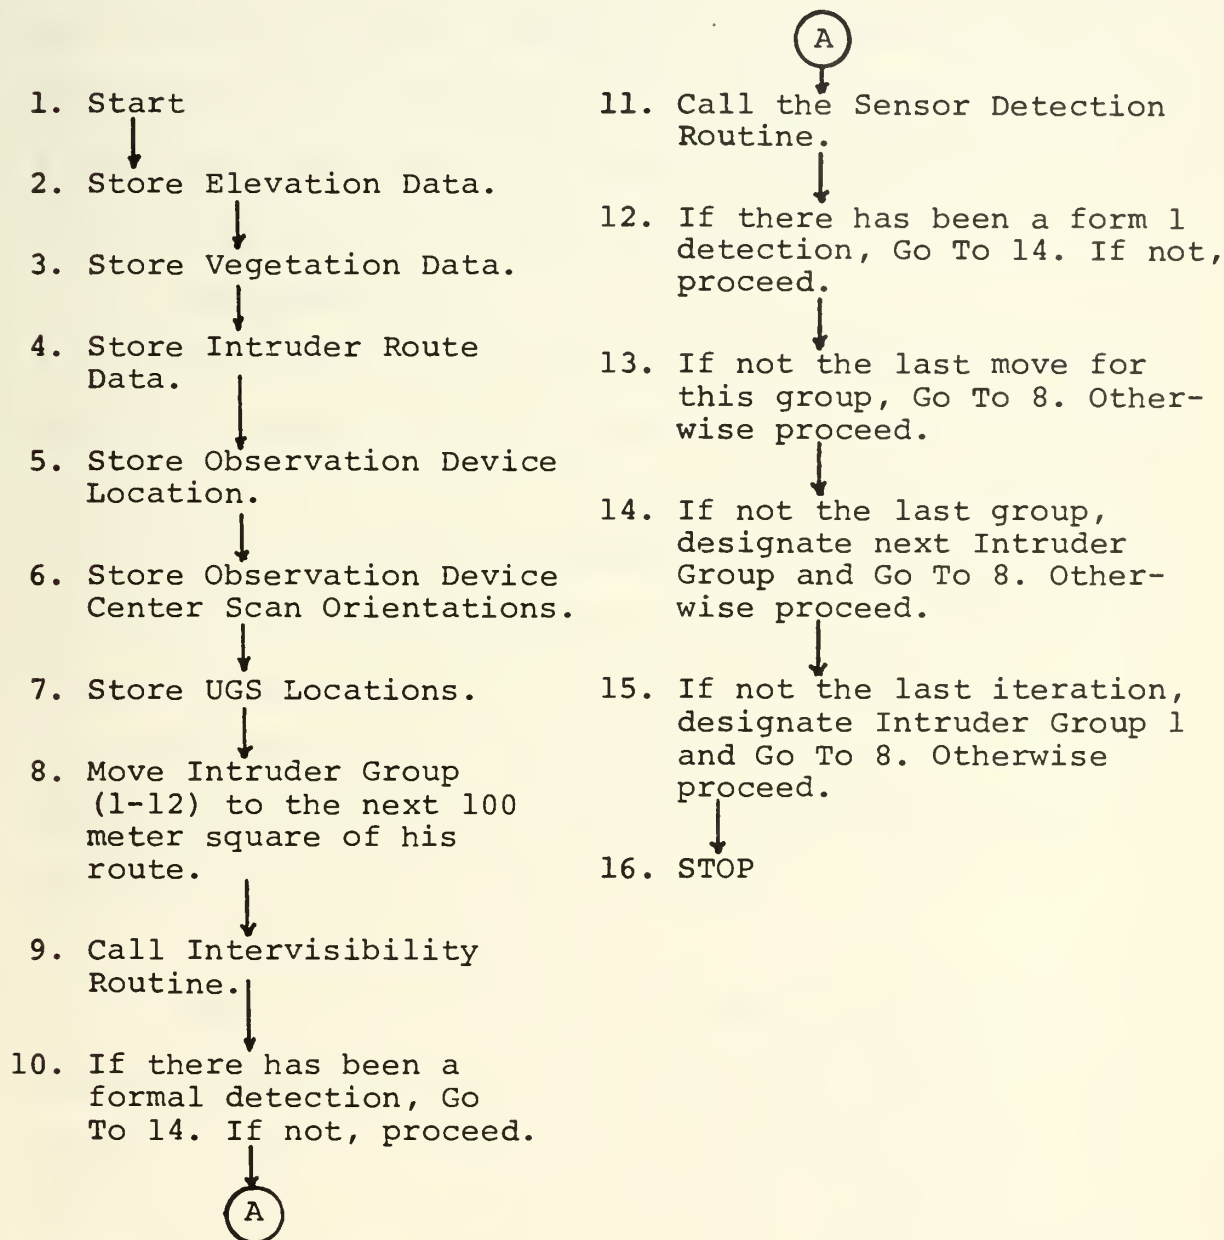 1. Start
2. Store Elevation Data.
3. Store Vegetation Data.
4. Store Intruder Route
Data.
5. Store Observation Device
Location.
6. Store Observation Device
Center Scan Orientations.
7. Store UGS Locations.
8. Move Intruder Group
(1-12) to the next 100
meter square of his
route.
9. Call Intervisibility
Routine.
10. If there has been a
formal detection, Go
To 14. If not, proceed.
A
A
11. Call the Sensor Detection
Routine.
12. If there has been a form 1
detection, Go To 14. If not,
proceed.
13. If not the last move for
this group, Go To 8. Other-
wise proceed.
14. If not the last group,
designate next Intruder
Group and Go To 8. Other-
wise proceed.
15. If not the last iteration,
designate Intruder Group 1
and Go To 8. Otherwise
proceed.
16. STOP